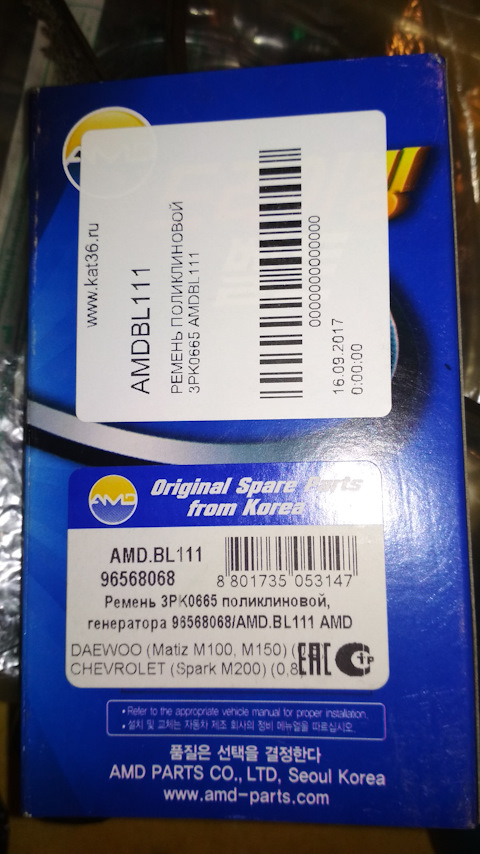 AMD
www.kat36.ru
AMDBL111
РЕМЕНЬ ПОЛИКЛИНОВОЙ
3PK0665 AMDBL111
0000000000000
16.09.2017
0:00:00
AMD
Original Spare Parts
from Korea
AMD.BL111
96568068
8 801735 053147
Ремень 3PK0665 поликлиновой,
генератора 96568068/AMD.BL111 AMD
DAEWOO (Matiz M100, M150) (
CHEVROLET (Spark M200) (0,8
EAC
• Refer to the appropriate vehicle manual for proper installation.
• 설치 및 교체는 자동차 제조 회사의 정비 메뉴얼을 따르십시오.
품질은 선택을 결정한다
AMD PARTS CO., LTD, Seoul Korea
www.amd-parts.com